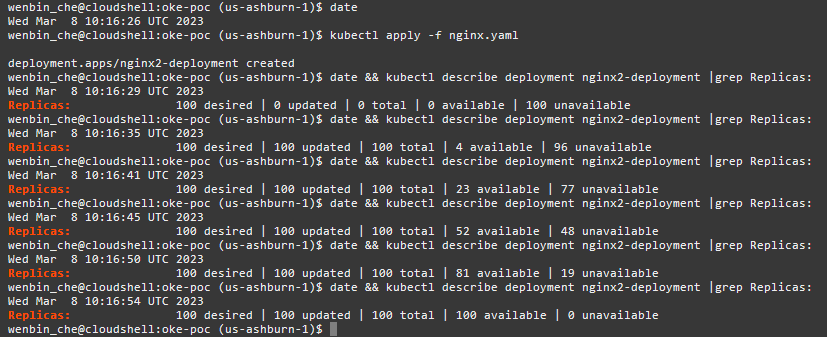 wenbin_che@cloudshell:oke-poc (us-ashburn-1)$ date
Wed Mar  8 10:16:26 UTC 2023
wenbin_che@cloudshell:oke-poc (us-ashburn-1)$ kubectl apply -f nginx.yaml
deployment.apps/nginx2-deployment created
wenbin_che@cloudshell:oke-poc (us-ashburn-1)$ date && kubectl describe deployment nginx2-deployment |grep Replicas:
Wed Mar  8 10:16:29 UTC 2023
Replicas:               100 desired | 0 updated | 0 total | 0 available | 100 unavailable
wenbin_che@cloudshell:oke-poc (us-ashburn-1)$ date && kubectl describe deployment nginx2-deployment |grep Replicas:
Wed Mar  8 10:16:35 UTC 2023
Replicas:               100 desired | 100 updated | 100 total | 4 available | 96 unavailable
wenbin_che@cloudshell:oke-poc (us-ashburn-1)$ date && kubectl describe deployment nginx2-deployment |grep Replicas:
Wed Mar  8 10:16:41 UTC 2023
Replicas:               100 desired | 100 updated | 100 total | 23 available | 77 unavailable
wenbin_che@cloudshell:oke-poc (us-ashburn-1)$ date && kubectl describe deployment nginx2-deployment |grep Replicas:
Wed Mar  8 10:16:45 UTC 2023
Replicas:               100 desired | 100 updated | 100 total | 52 available | 48 unavailable
wenbin_che@cloudshell:oke-poc (us-ashburn-1)$ date && kubectl describe deployment nginx2-deployment |grep Replicas:
Wed Mar  8 10:16:50 UTC 2023
Replicas:               100 desired | 100 updated | 100 total | 81 available | 19 unavailable
wenbin_che@cloudshell:oke-poc (us-ashburn-1)$ date && kubectl describe deployment nginx2-deployment |grep Replicas:
Wed Mar  8 10:16:54 UTC 2023
Replicas:               100 desired | 100 updated | 100 total | 100 available | 0 unavailable
wenbin_che@cloudshell:oke-poc (us-ashburn-1)$